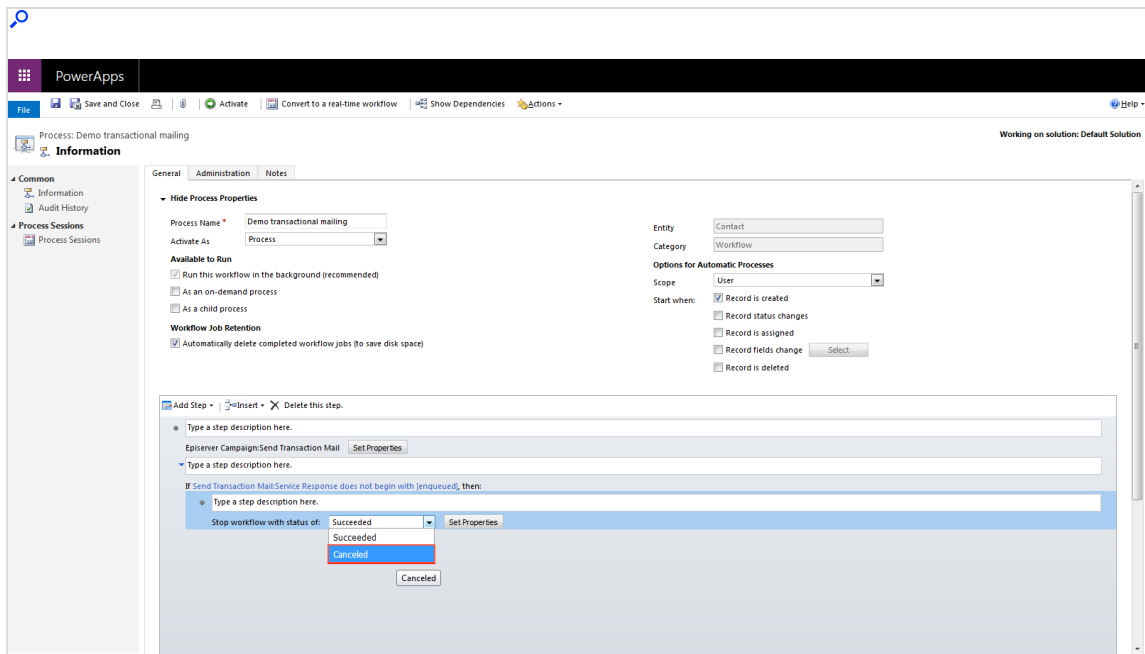 PowerApps
File Save and Close Activate Convert to a real-time workflow Show Dependencies Actions Help
Process: Demo transactional mailing
Information
Working on solution: Default Solution
Common
Information
Audit History
Process Sessions
Process Sessions
General Administration Notes
Hide Process Properties
Process Name * Demo transactional mailing
Activate As Process
Available to Run
Run this workflow in the background (recommended)
As an on-demand process
As a child process
Workflow Job Retention
Automatically delete completed workflow jobs (to save disk space)
Entity Contact
Category Workflow
Options for Automatic Processes
Scope User
Start when: Record is created
Record status changes
Record is assigned
Record fields change Select
Record is deleted
Add Step Insert Delete this step.
Type a step description here.
Episerver Campaign:Send Transaction Mail Set Properties
Type a step description here.
If Send Transaction Mail:Service Response does not begin with [enqueued], then:
Type a step description here.
Stop workflow with status of: Succeeded Set Properties
Succeeded
Canceled
Canceled